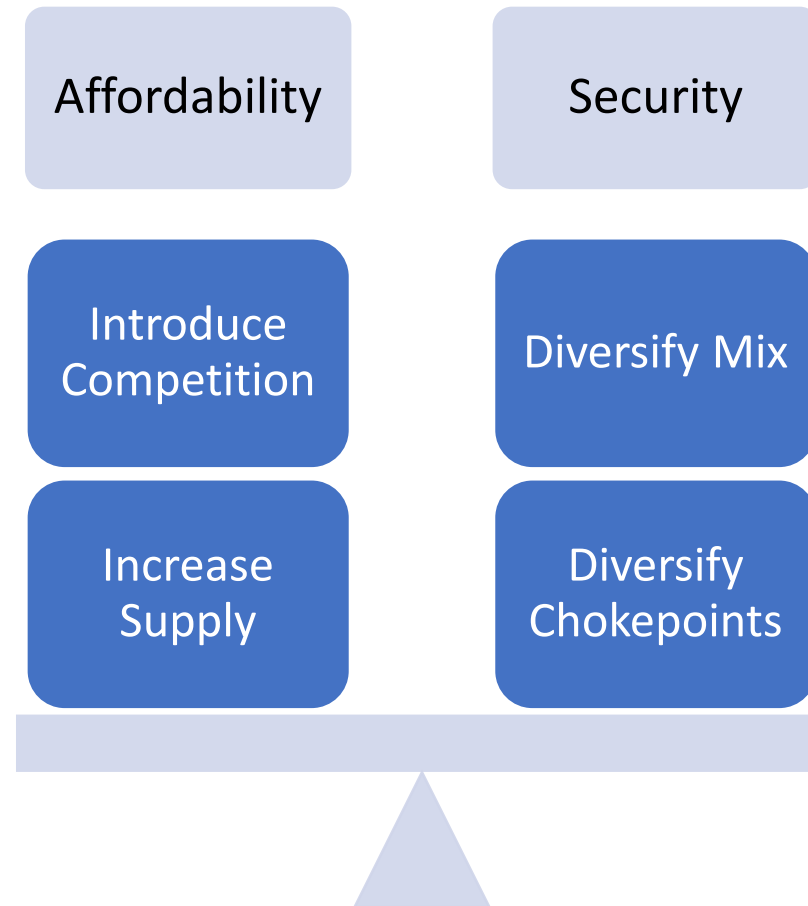 Affordability
Security
Introduce
Competition
Diversify Mix
Increase
Supply
Diversify
Chokepoints